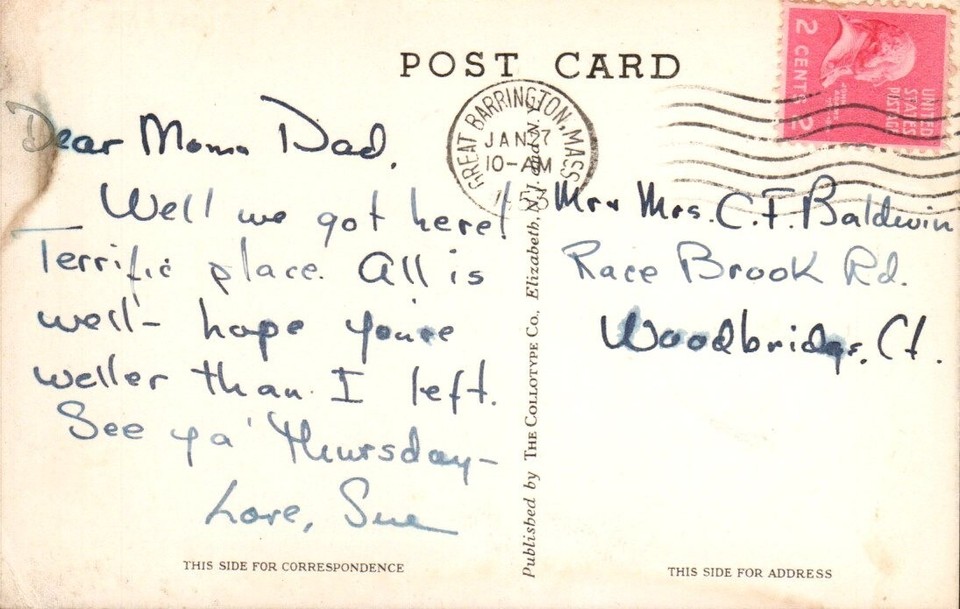 POST CARD
UNITED
STATES
POSTAGE
2 CENTS 2
GREAT BARRINGTON, MASS
JAN 27
10-AM
Dear Mom n Dad,
Well we got here!
Terrific place. All is
well - hope you're
weller than I left.
See ya' Thursday -
Love, Sue
Mr n Mrs. C. F. Baldwin
Race Brook Rd.
Woodbridge, Ct.
Published by THE COLLOTYPE CO., Elizabeth, N.J. and N.Y.
THIS SIDE FOR CORRESPONDENCE
THIS SIDE FOR ADDRESS